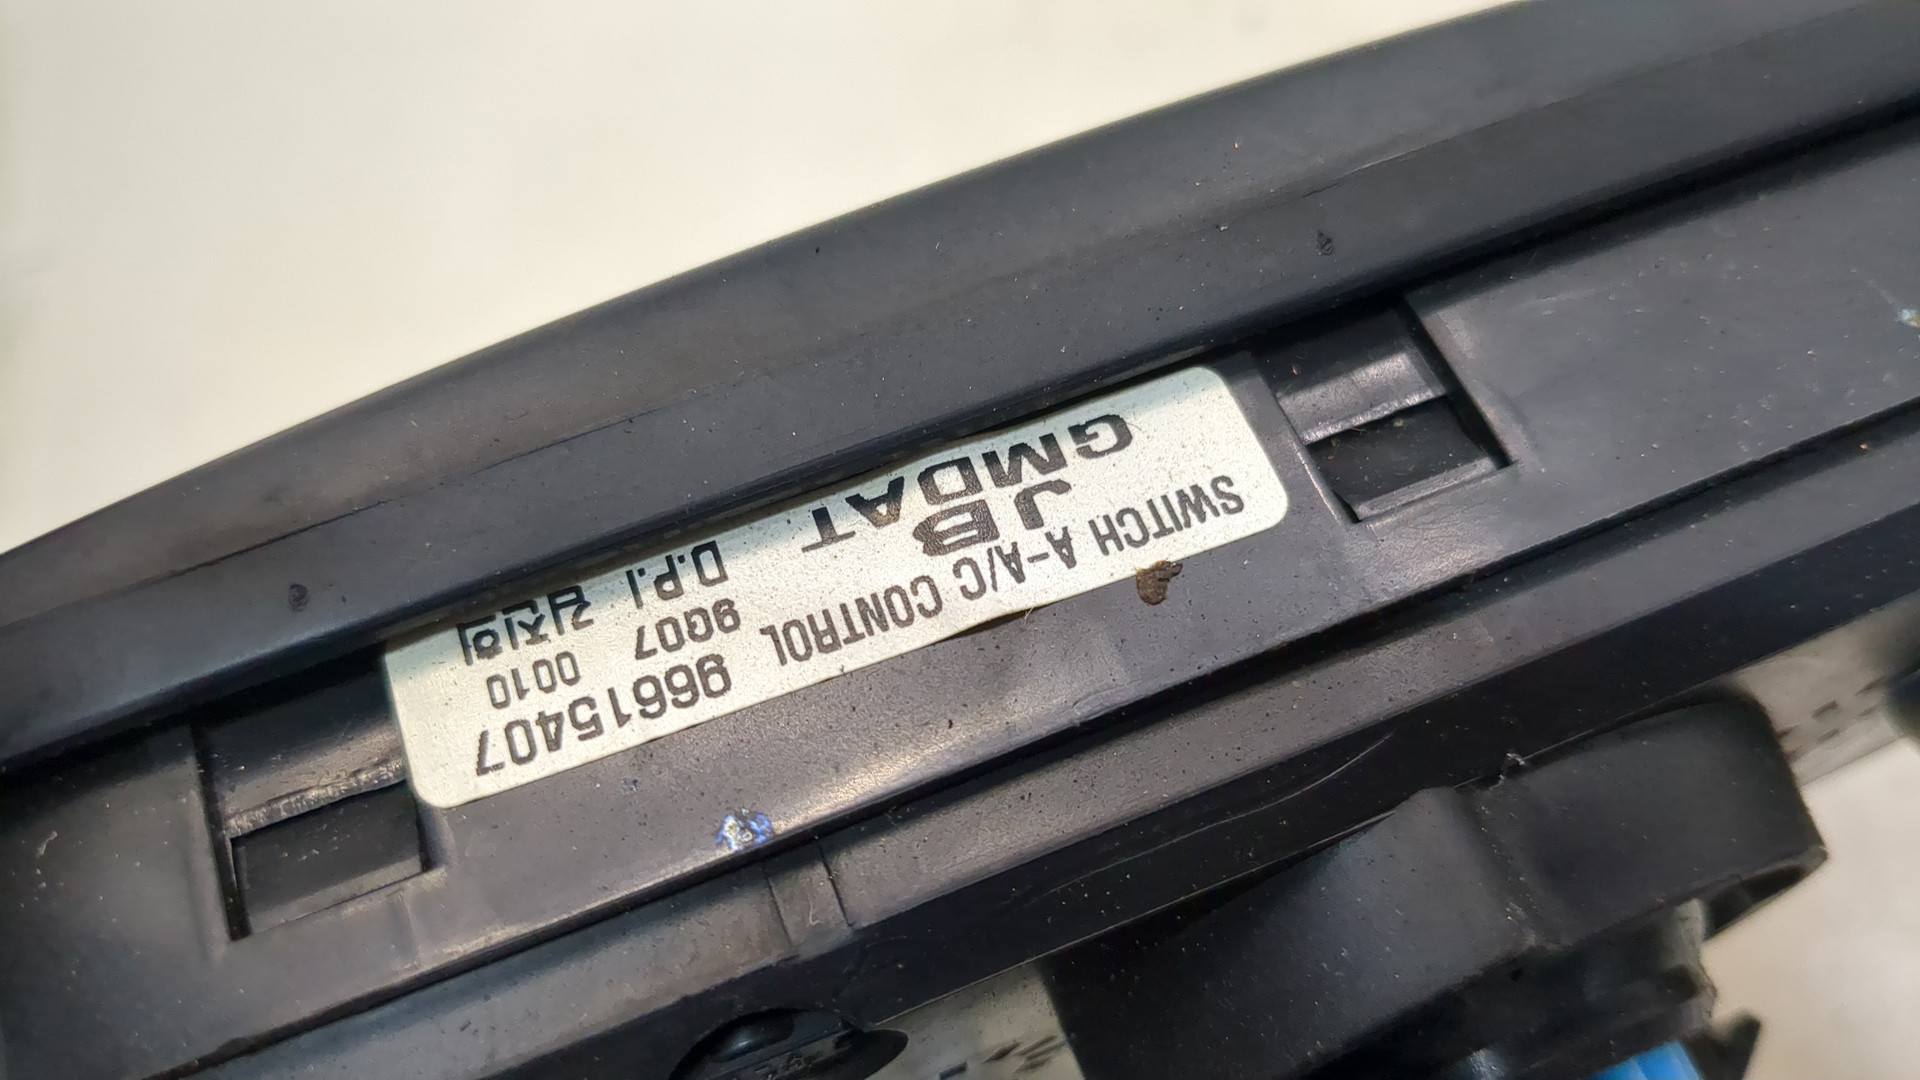 SWITCH A-A/C CONTROL 96615407
JB 9G07 0010
GMDAT D.P.I